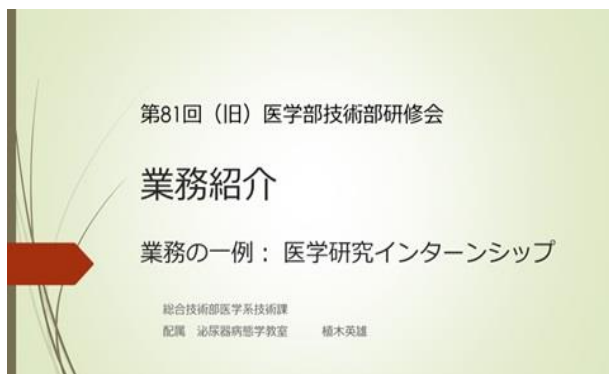 第81回（旧）医学部技術部研修会
業務紹介
業務の一例： 医学研究インターンシップ
総合技術部医学系技術課
配属　泌尿器病態学教室　　　植木英雄